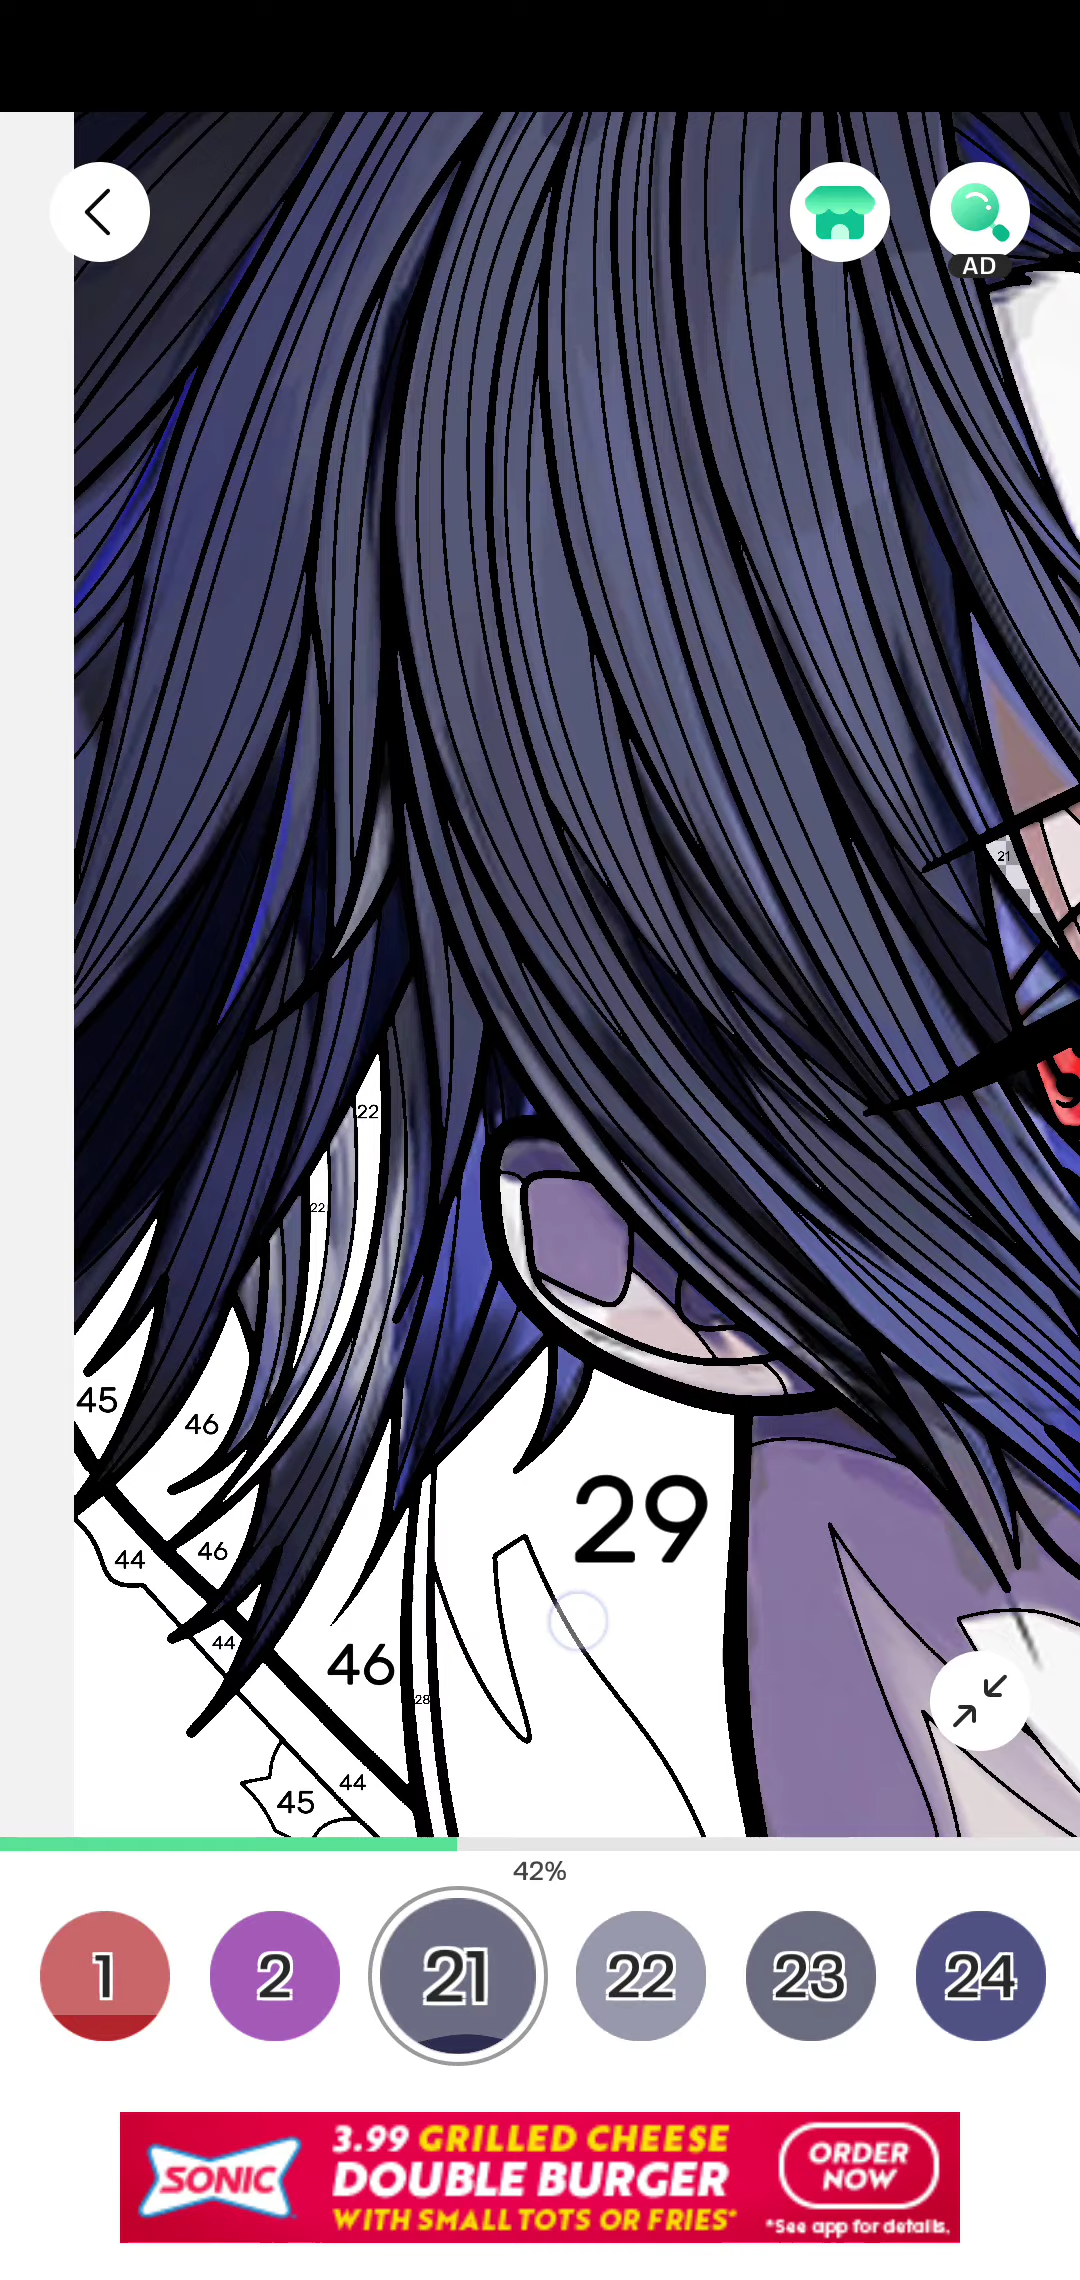 AD
21
22
22
45
46
29
44
46
44
46
28
44
45
42%
1
2
21
22
23
24
SONIC
3.99 GRILLED CHEESE
DOUBLE BURGER
WITH SMALL TOTS OR FRIES*
ORDER
NOW
*See app for details.